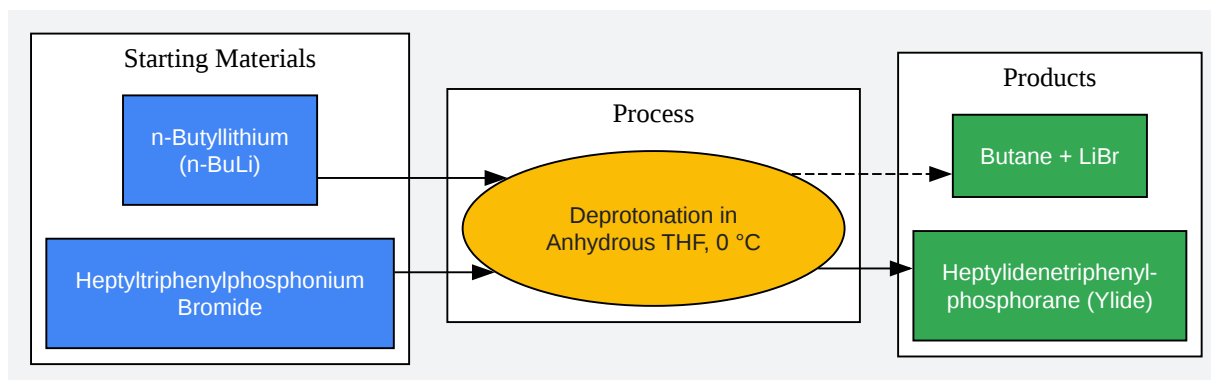 Starting Materials
n-Butyllithium
(n-BuLi)
Heptyltriphenylphosphonium
Bromide
Process
Deprotonation in
Anhydrous THF, 0 °C
Products
Butane + LiBr
Heptylidenetriphenyl-
phosphorane (Ylide)